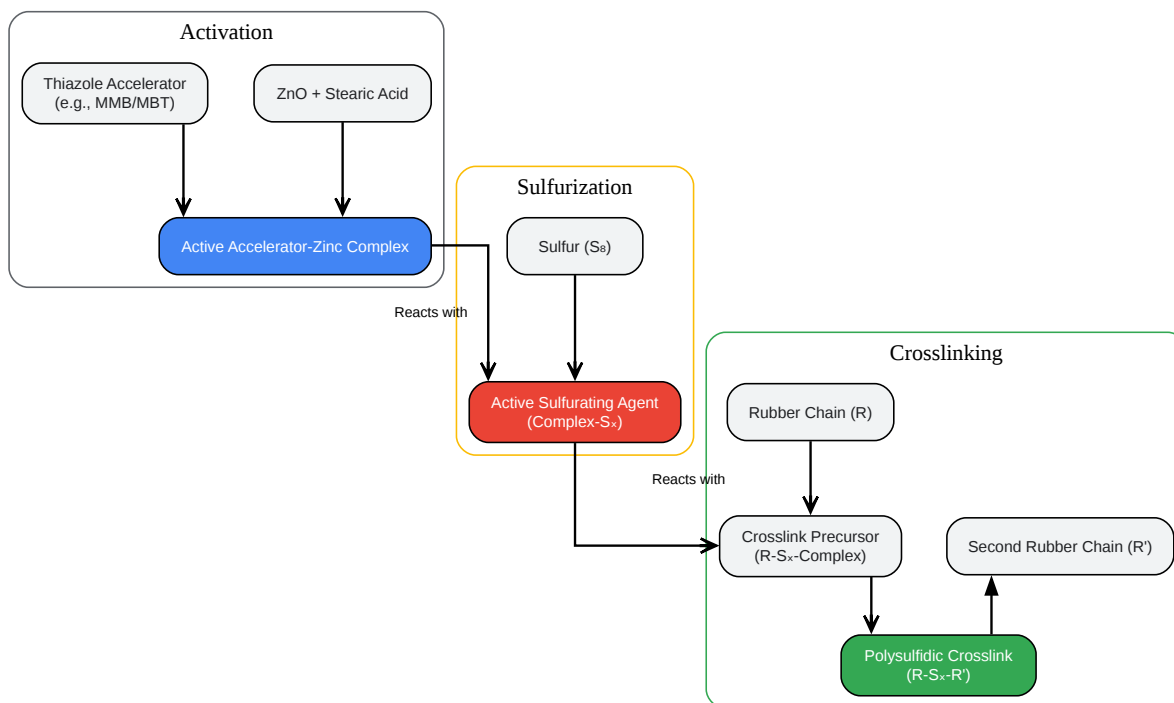 Activation
Thiazole Accelerator
(e.g., MMB/MBT)
ZnO + Stearic Acid
Active Accelerator-Zinc Complex
Reacts with
Sulfurization
Sulfur (S₈)
Active Sulfurating Agent
(Complex-Sₓ)
Reacts with
Crosslinking
Rubber Chain (R)
Crosslink Precursor
(R-Sₓ-Complex)
Second Rubber Chain (R')
Polysulfidic Crosslink
(R-Sₓ-R')